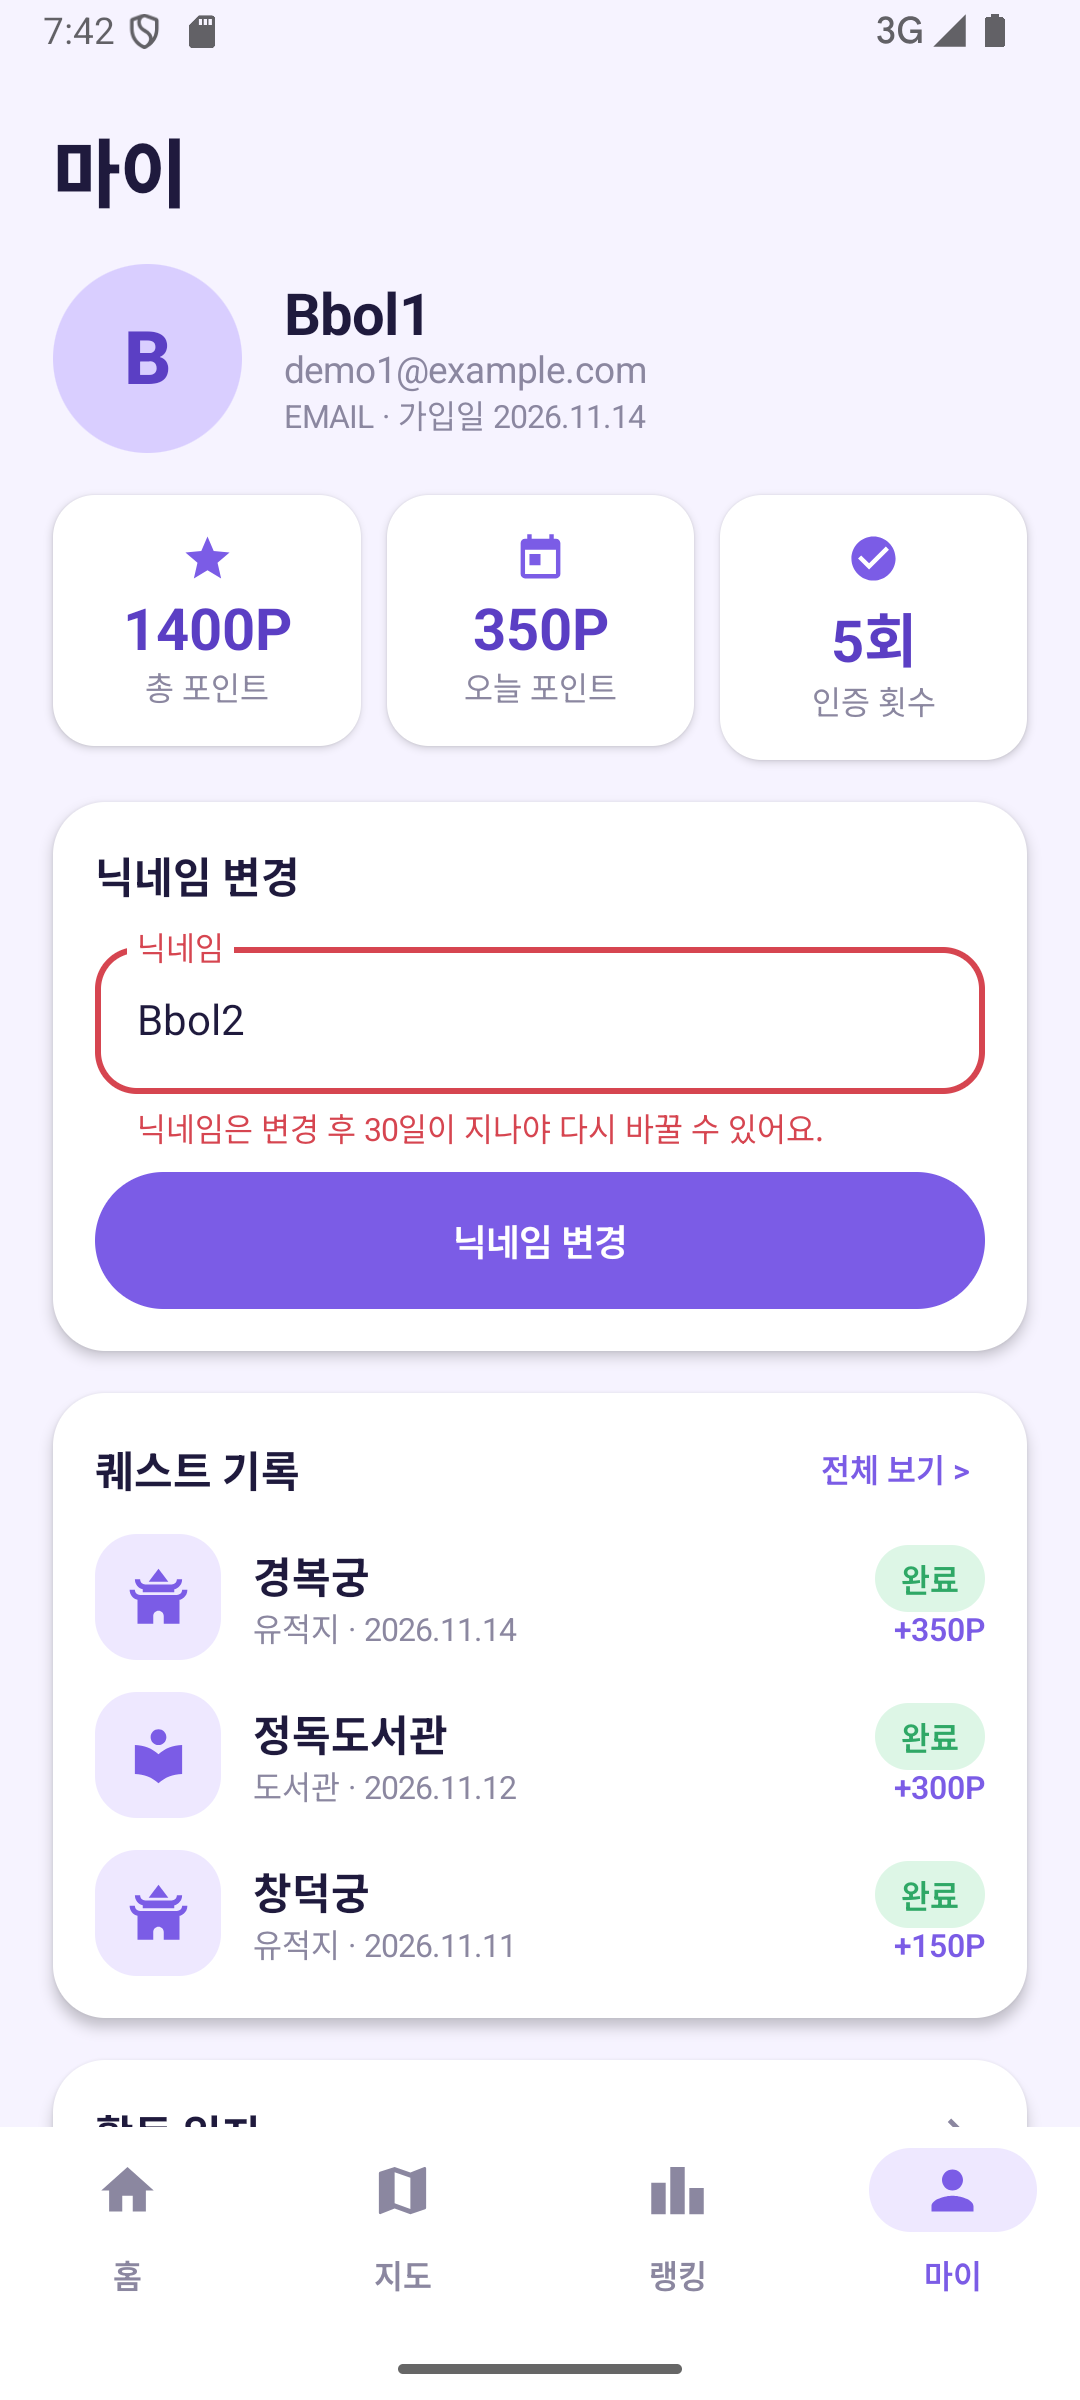 7:42
3G
마이
B
Bbol1
demo1@example.com
EMAIL · 가입일 2026.11.14
1400P
총 포인트
350P
오늘 포인트
5회
인증 횟수
닉네임 변경
닉네임
Bbol2
닉네임은 변경 후 30일이 지나야 다시 바꿀 수 있어요.
닉네임 변경
퀘스트 기록
전체 보기 >
경복궁
유적지 · 2026.11.14
완료
+350P
정독도서관
도서관 · 2026.11.12
완료
+300P
창덕궁
유적지 · 2026.11.11
완료
+150P
홈
지도
랭킹
마이